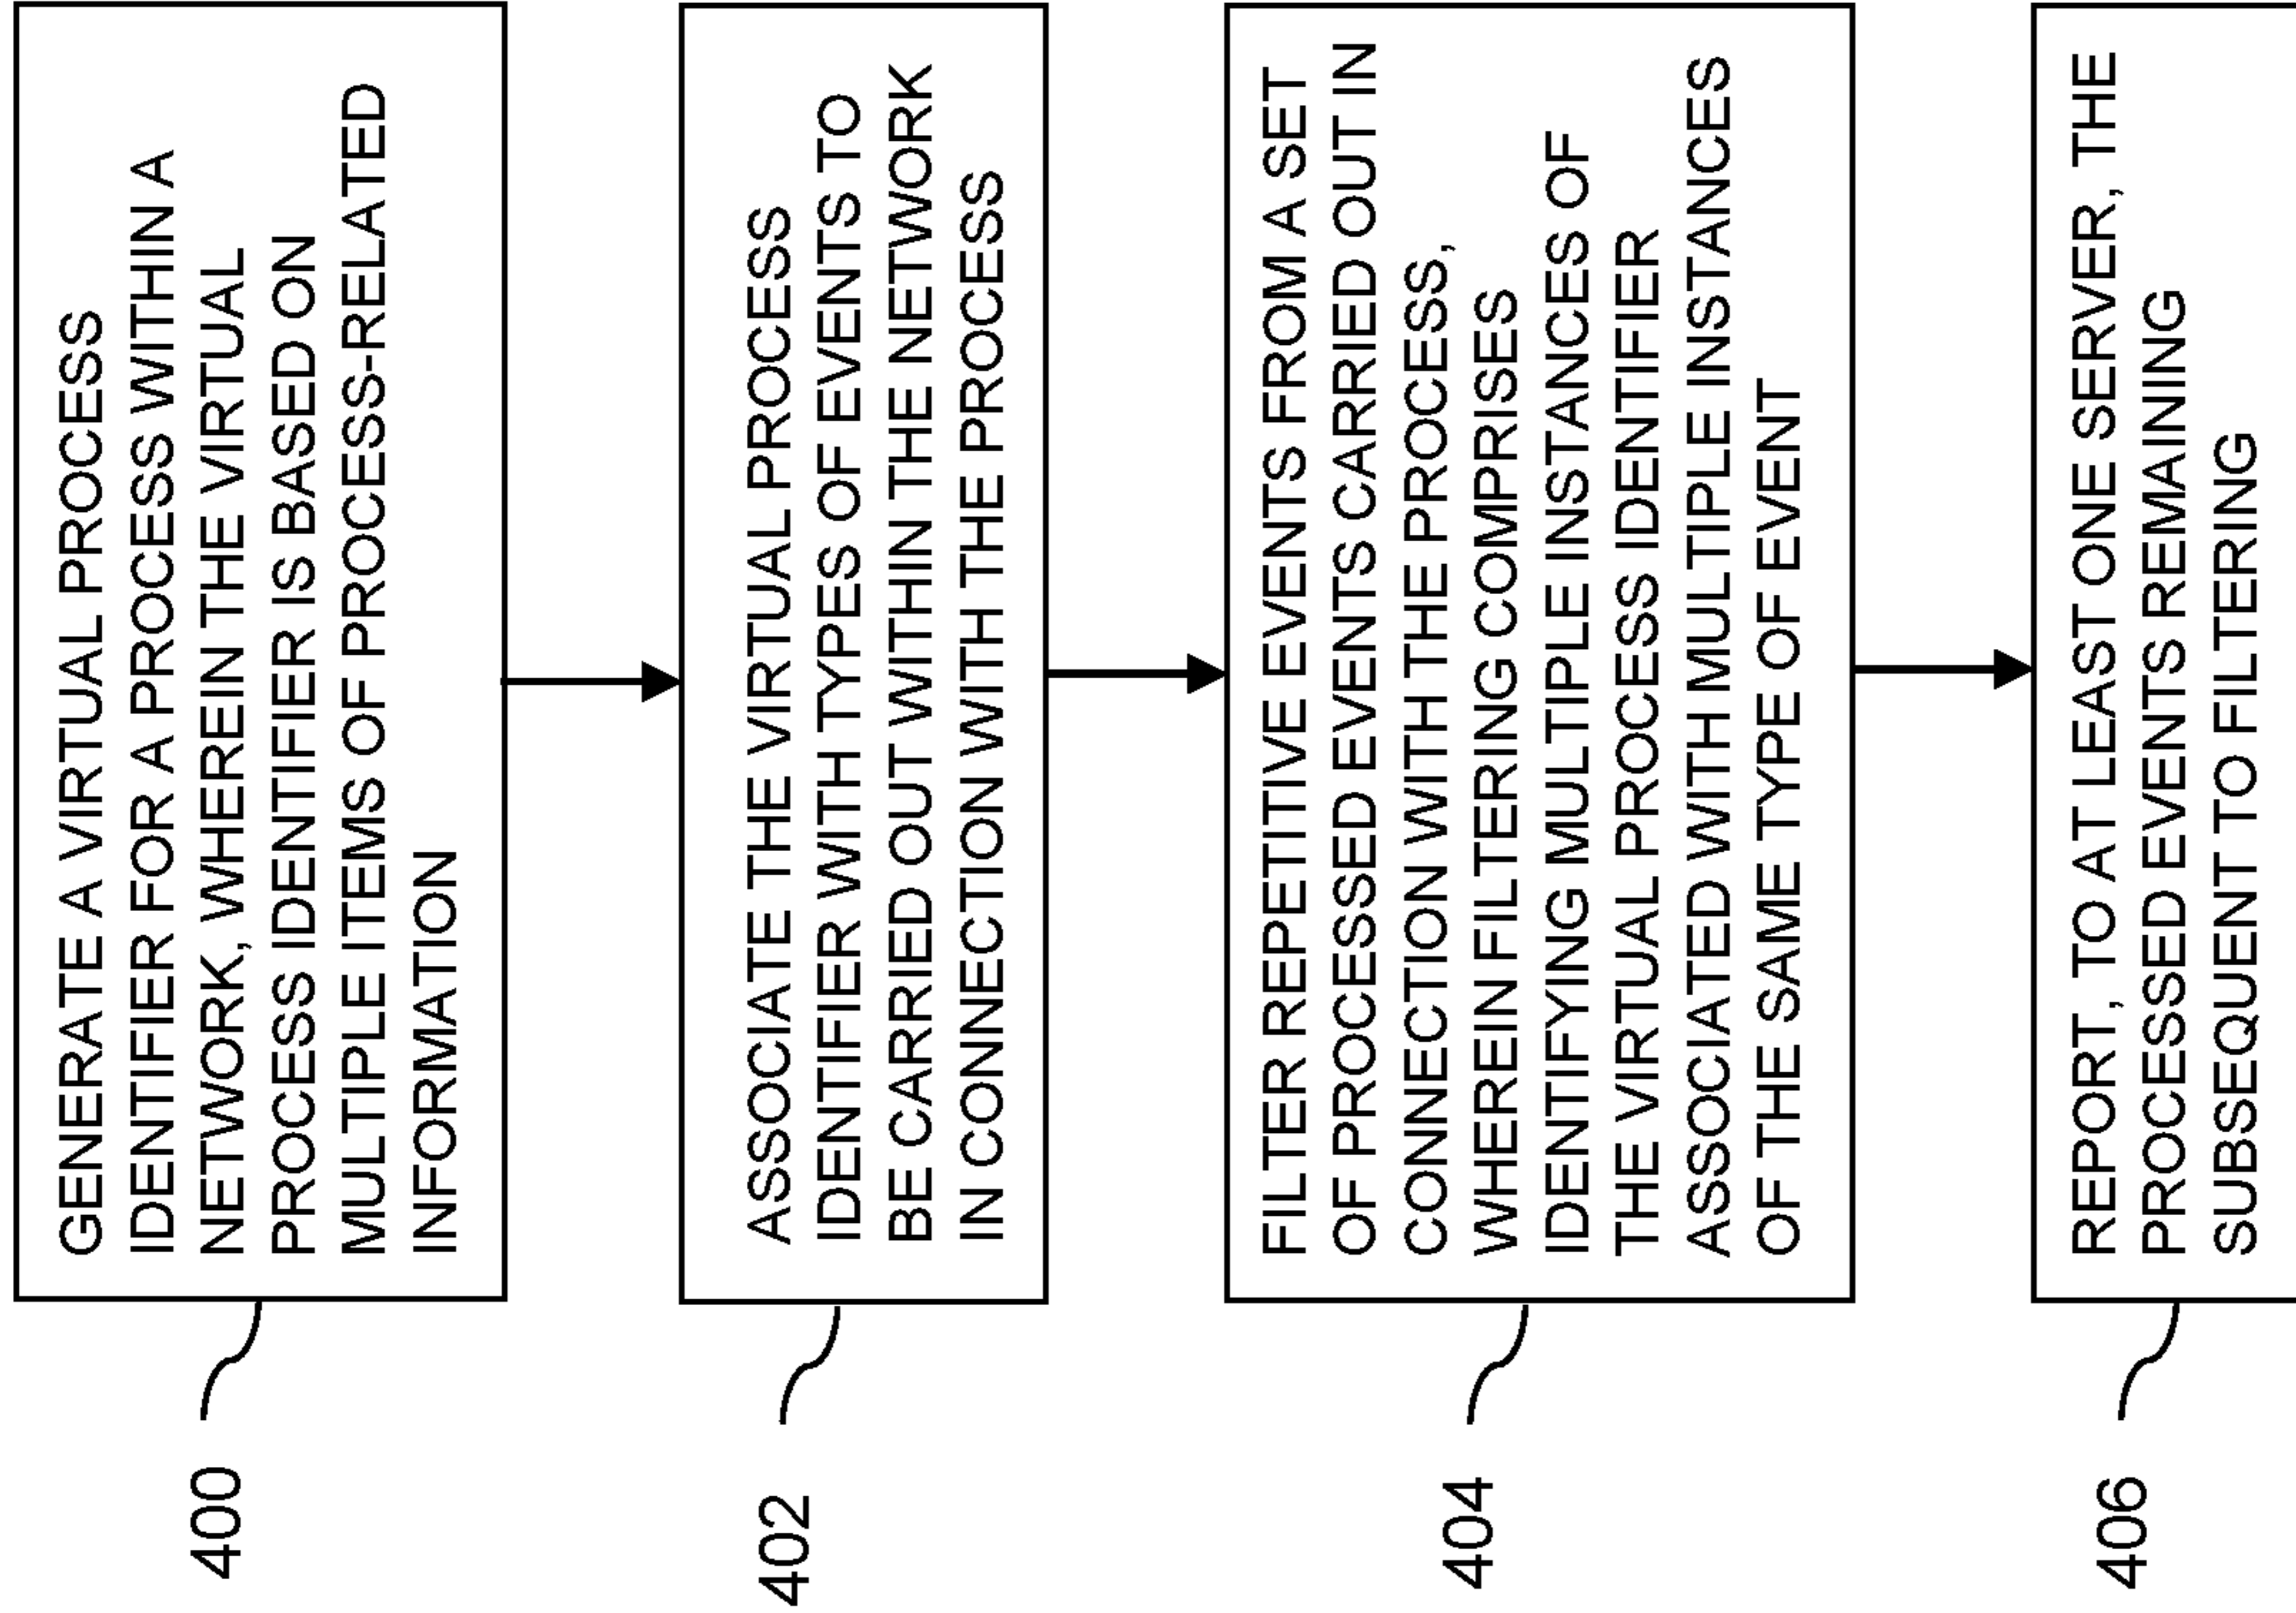 GENERATE A VIRTUAL PROCESS
IDENTIFIER FOR A PROCESS WITHIN A
NETWORK, WHEREIN THE VIRTUAL
PROCESS IDENTIFIER IS BASED ON
MULTIPLE ITEMS OF PROCESS-RELATED
INFORMATION
400
ASSOCIATE THE VIRTUAL PROCESS
IDENTIFIER WITH TYPES OF EVENTS TO
BE CARRIED OUT WITHIN THE NETWORK
IN CONNECTION WITH THE PROCESS
402
FILTER REPETITIVE EVENTS FROM A SET
OF PROCESSED EVENTS CARRIED OUT IN
CONNECTION WITH THE PROCESS,
WHEREIN FILTERING COMPRISES
IDENTIFYING MULTIPLE INSTANCES OF
THE VIRTUAL PROCESS IDENTIFIER
ASSOCIATED WITH MULTIPLE INSTANCES
OF THE SAME TYPE OF EVENT
404
REPORT, TO AT LEAST ONE SERVER, THE
PROCESSED EVENTS REMAINING
SUBSEQUENT TO FILTERING
406